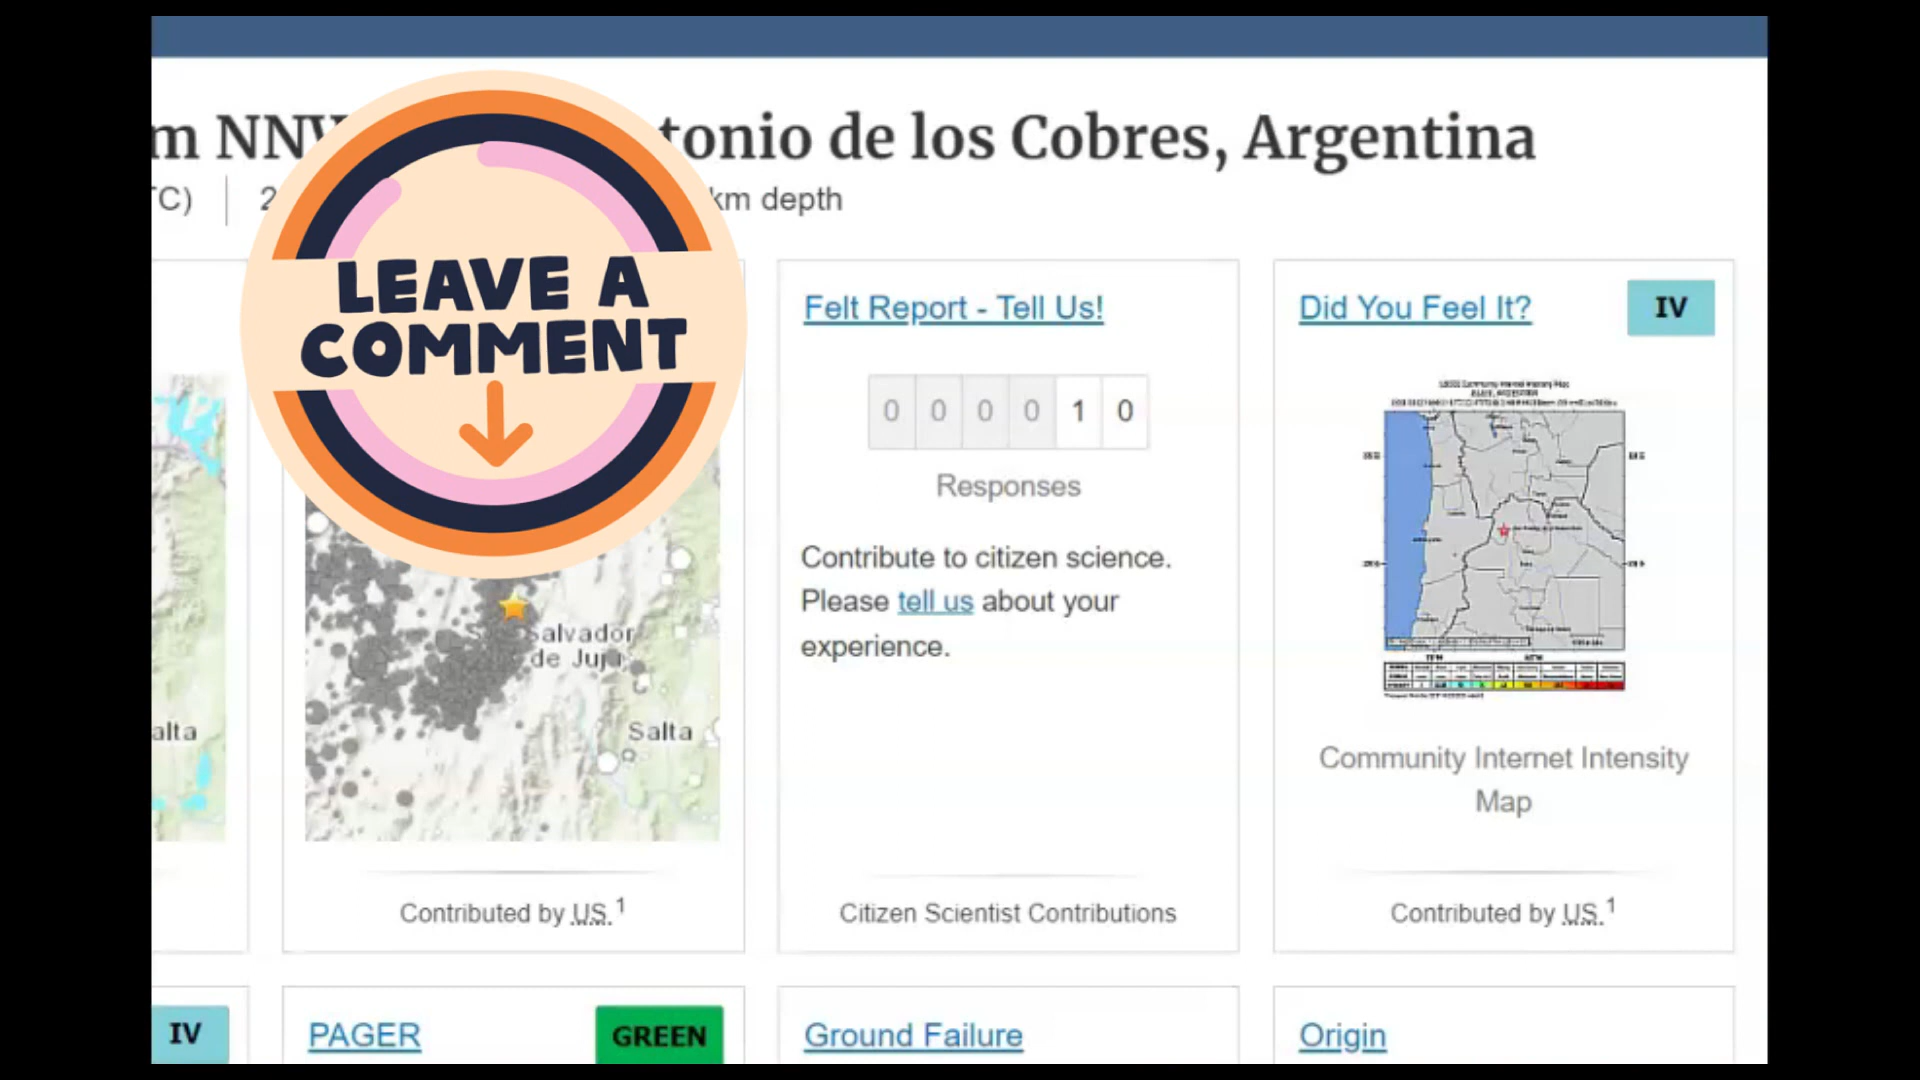 m NNW tonio de los Cobres, Argentina
TC) 2 km depth
LEAVE A
COMMENT
Felt Report - Tell Us!
Did You Feel It?
IV
0 0 0 0 1 0
Responses
Contribute to citizen science.
Please tell us about your
experience.
Salvador
de Juju
alta
Salta
Community Internet Intensity
Map
Contributed by US.1
Citizen Scientist Contributions
Contributed by US.1
IV
PAGER
GREEN
Ground Failure
Origin